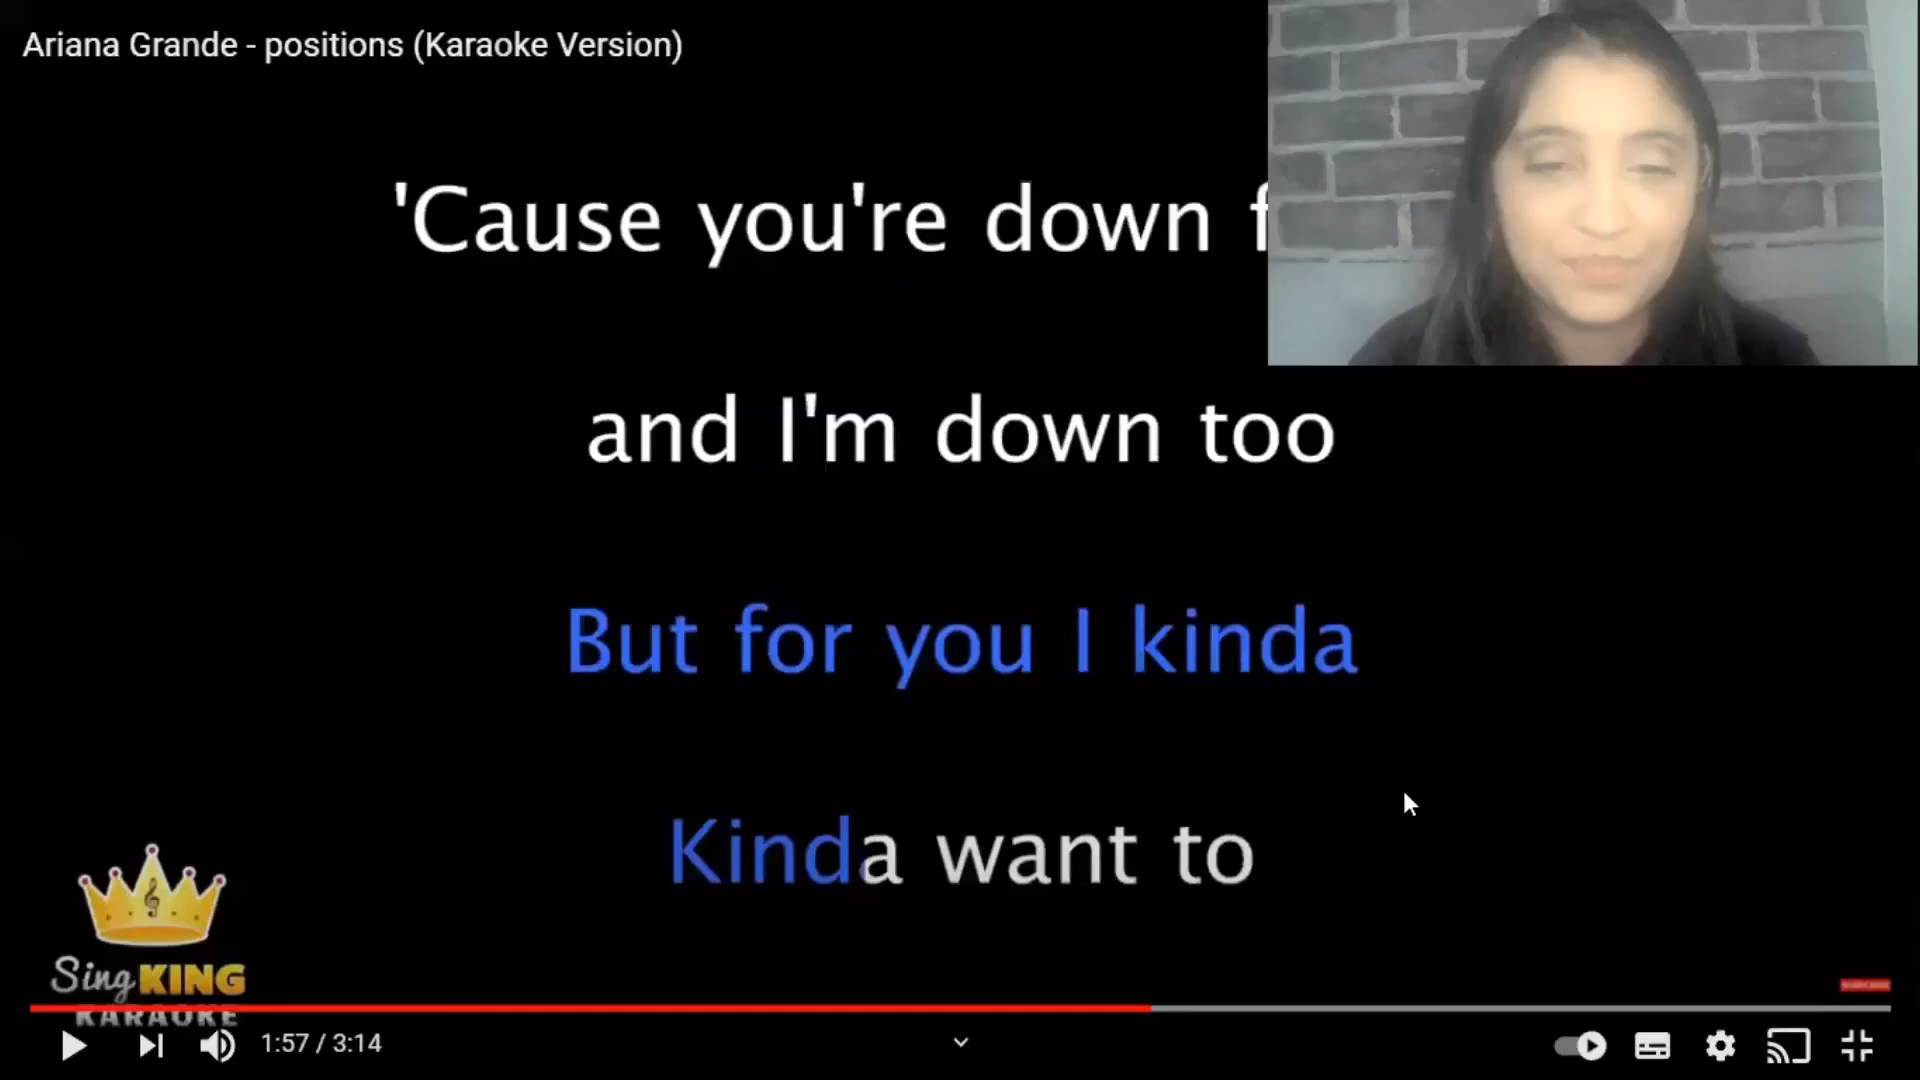 Ariana Grande - positions (Karaoke Version)
'Cause you're down
and I'm down too
But for you I kinda
Kinda want to
Sing KING
KARAOKE
1:57 / 3:14